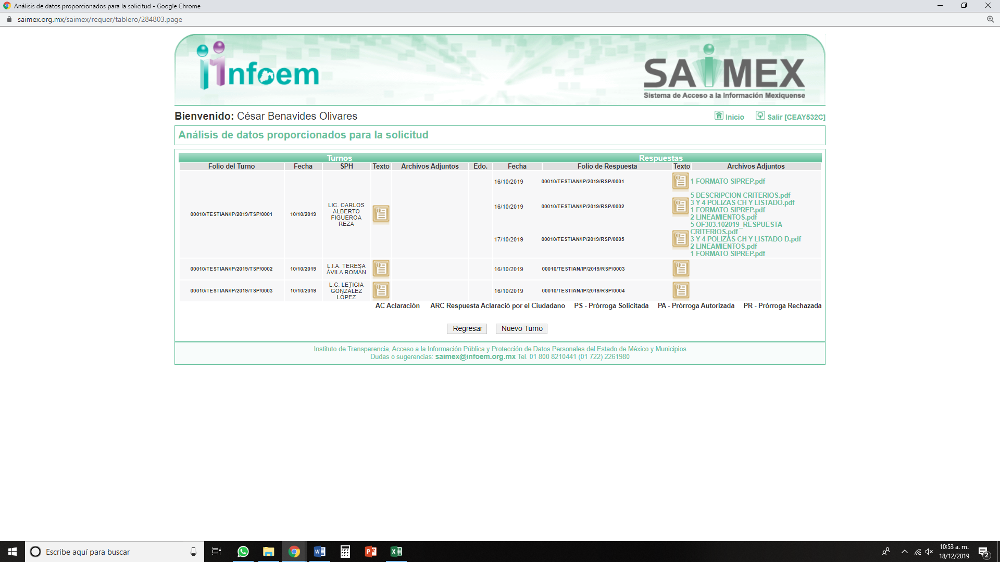 Análisis de datos proporcionados para la solicitud - Google Chrome
saimex.org.mx/saimex/requer/tablero/284803.page
infoem
SAIMEX
Sistema de Acceso a la Información Mexiquense
Bienvenido: César Benavides Olivares
Inicio Salir [CEAY532C]
Análisis de datos proporcionados para la solicitud
Turnos Respuestas
Folio del Turno Fecha SPH Texto Archivos Adjuntos Edo. Fecha Folio de Respuesta Texto Archivos Adjuntos
00010/TESTIAN/IP/2019/TSP/0001 10/10/2019
LIC. CARLOS
ALBERTO
FIGUEROA
REZA
16/10/2019 00010/TESTIAN/IP/2019/RSP/0001
1 FORMATO SIPREP.pdf
16/10/2019 00010/TESTIAN/IP/2019/RSP/0002
5 DESCRIPCION CRITERIOS.pdf
3 Y 4 POLIZAS CH Y LISTADO.pdf
1 FORMATO SIPREP.pdf
2 LINEAMIENTOS.pdf
17/10/2019 00010/TESTIAN/IP/2019/RSP/0005
5 OF303.102019_RESPUESTA
CRITERIOS.pdf
3 Y 4 POLIZAS CH Y LISTADO D.pdf
2 LINEAMIENTOS.pdf
1 FORMATO SIPREP.pdf
00010/TESTIAN/IP/2019/TSP/0002 10/10/2019
L.I.A. TERESA
ÁVILA ROMÁN
16/10/2019 00010/TESTIAN/IP/2019/RSP/0003
00010/TESTIAN/IP/2019/TSP/0003 10/10/2019
L.C. LETICIA
GONZÁLEZ
LÓPEZ
16/10/2019 00010/TESTIAN/IP/2019/RSP/0004
AC Aclaración ARC Respuesta Aclaració por el Ciudadano PS - Prórroga Solicitada PA - Prórroga Autorizada PR - Prórroga Rechazada
Regresar Nuevo Turno
Instituto de Transparencia, Acceso a la Información Pública y Protección de Datos Personales del Estado de México y Municipios
Dudas o sugerencias: saimex@infoem.org.mx Tel. 01 800 8210441 (01 722) 2261980
Escribe aquí para buscar
10:53 a. m.
18/12/2019
2